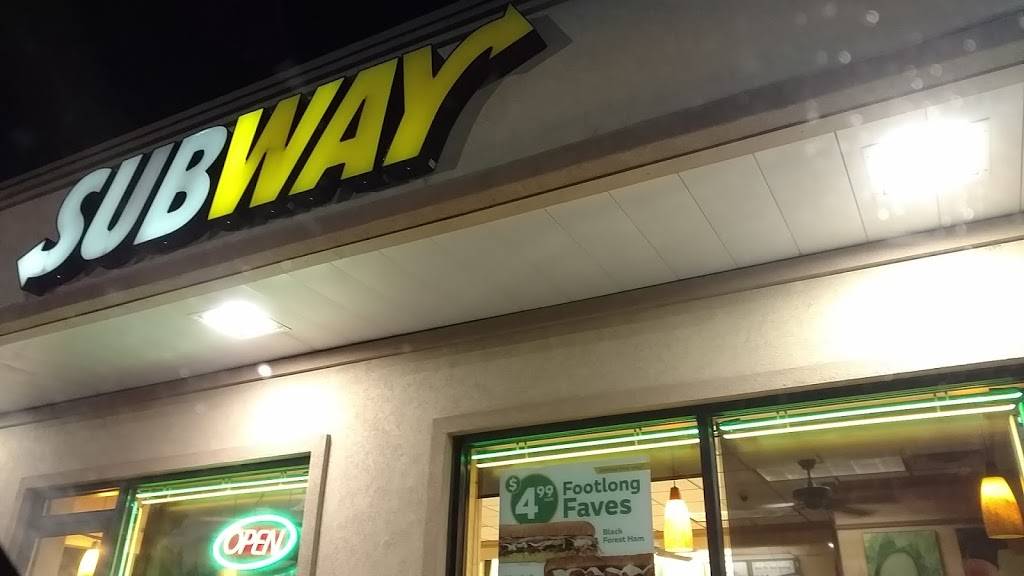 SUBWAY
OPEN
$4.99
Footlong
Faves
Black
Forest Ham